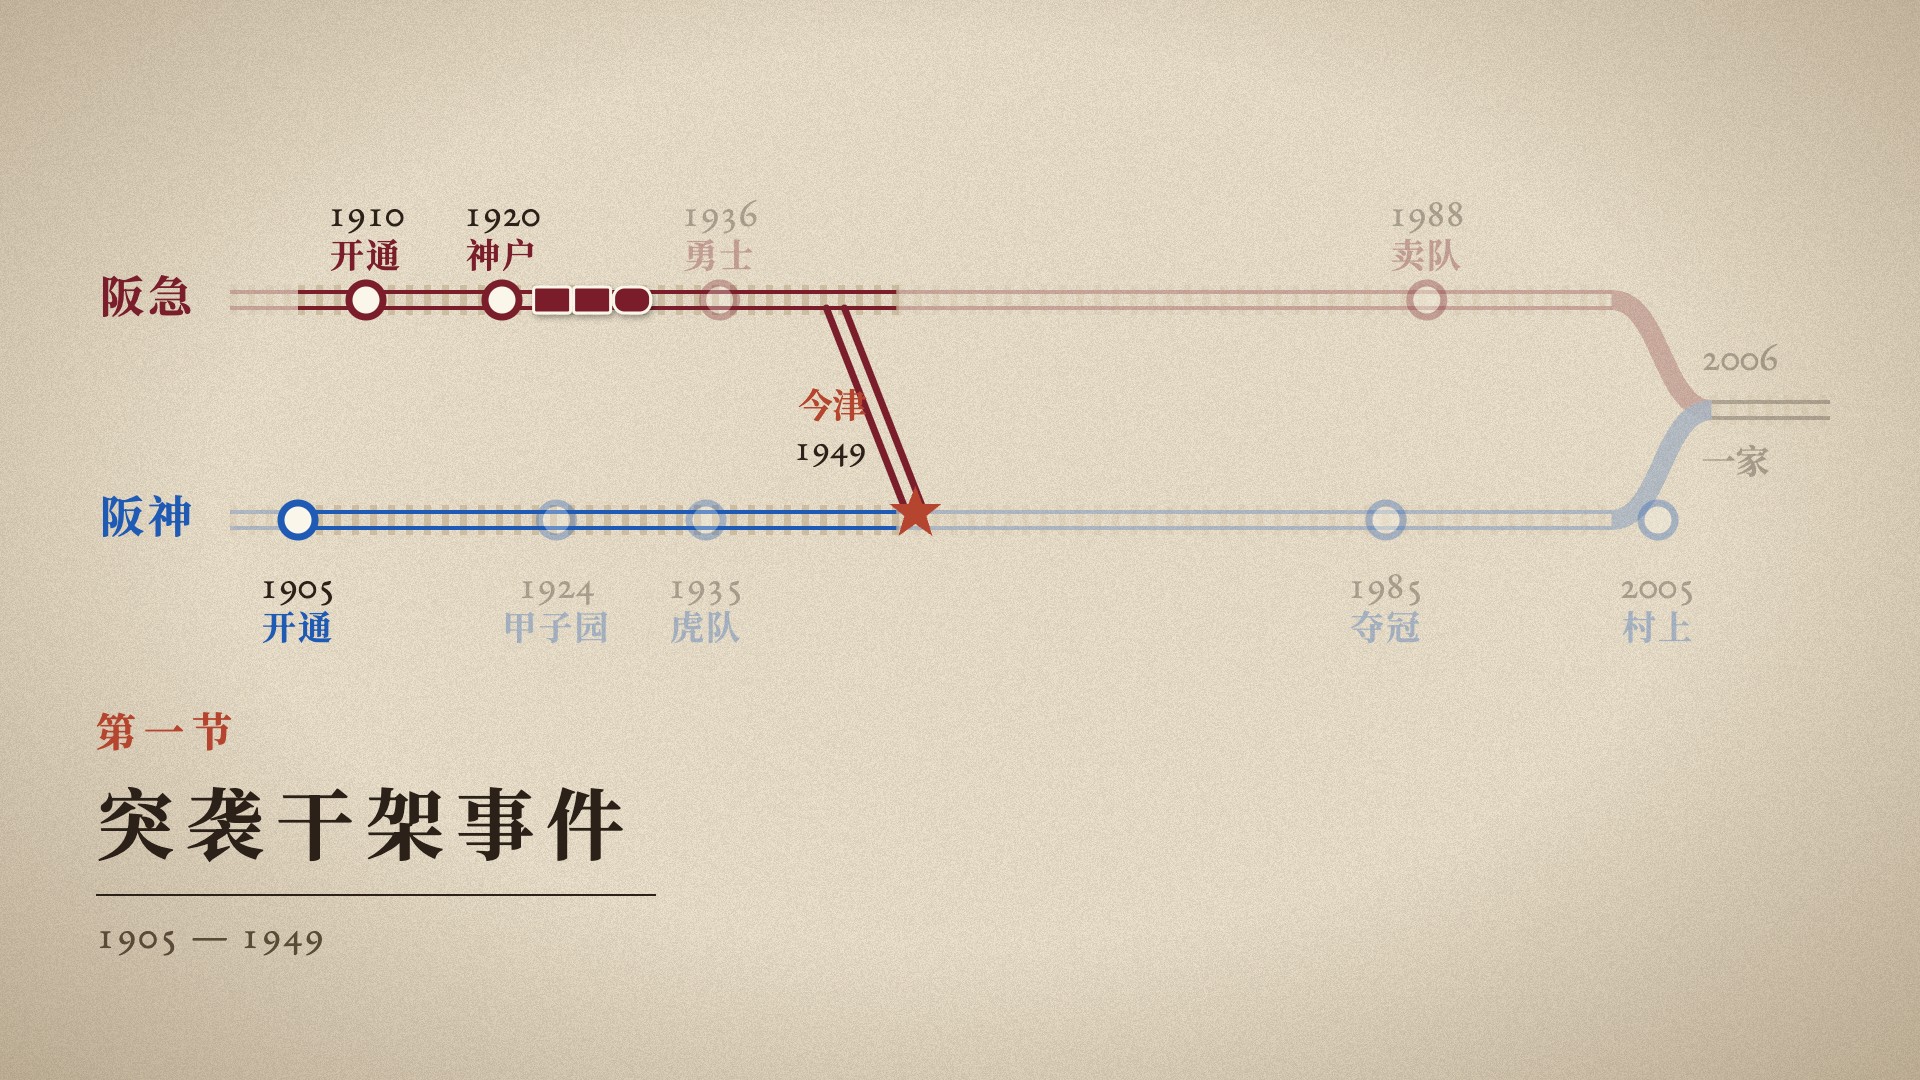 1910
开通
1920
神户
1936
勇士
1988
卖队
阪急
2006
今津
1949
一家
阪神
1905
开通
1924
甲子园
1935
虎队
1985
夺冠
2005
村上
第一节
突袭干架事件
1905 — 1949